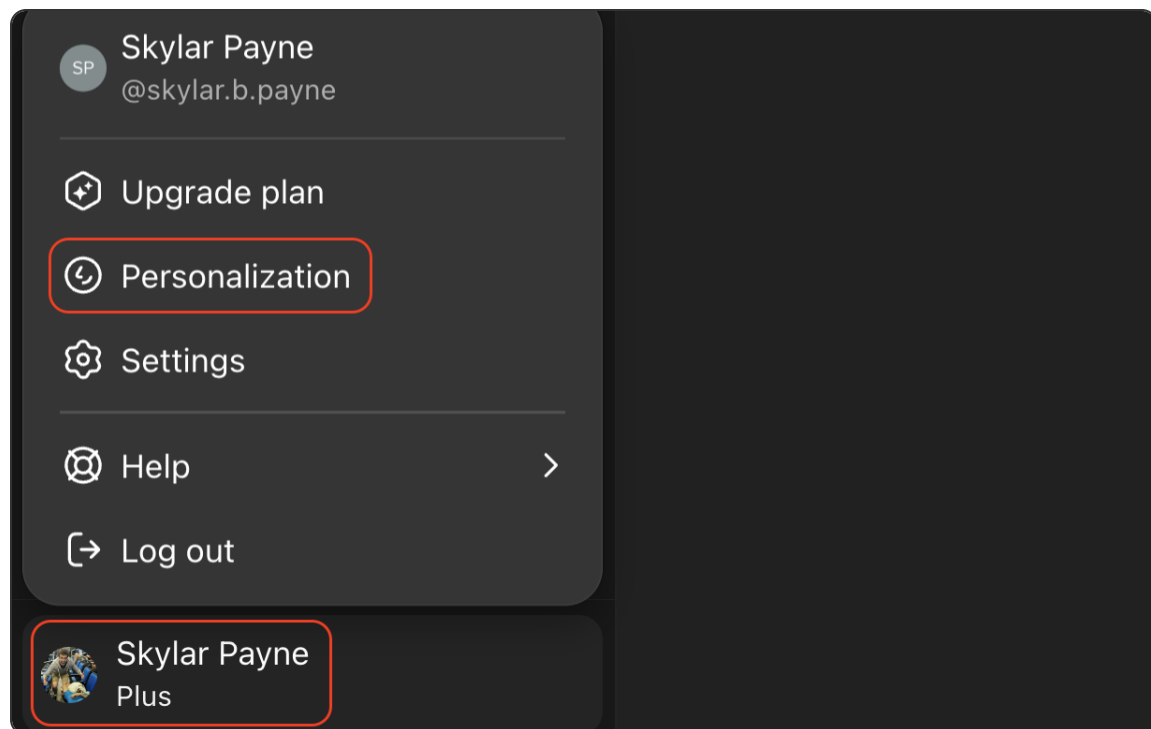 SP
Skylar Payne
@skylar.b.payne
Upgrade plan
Personalization
Settings
Help
Log out
Skylar Payne
Plus